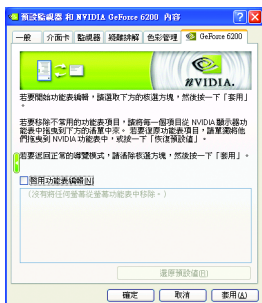 預設監視器 和 NVIDIA GeForce 6200 內容
一般
介面卡
監視器
疑難排解
色彩管理
GeForce 6200
NVIDIA.
若要開始功能表編輯，請選取下方的核選方塊，然後按一下「套用」
。
若要移除不常用的功能表項目，請將每一個項目從 NVIDIA 顯示器功
能表中拖曳到下方的清單中來。 若要復原功能表項目，請單獨將他
們拖曳到 NVIDIA 功能表中，或按一下「恢復預設值」。
若要返回正常的導覽模式，請清除核選方塊，然後按一下「套用」。
啓用功能表編輯(N)
(沒有將任何螢幕從螢幕功能表中移除。)
還原預設值(R)
確定
取消
套用(A)